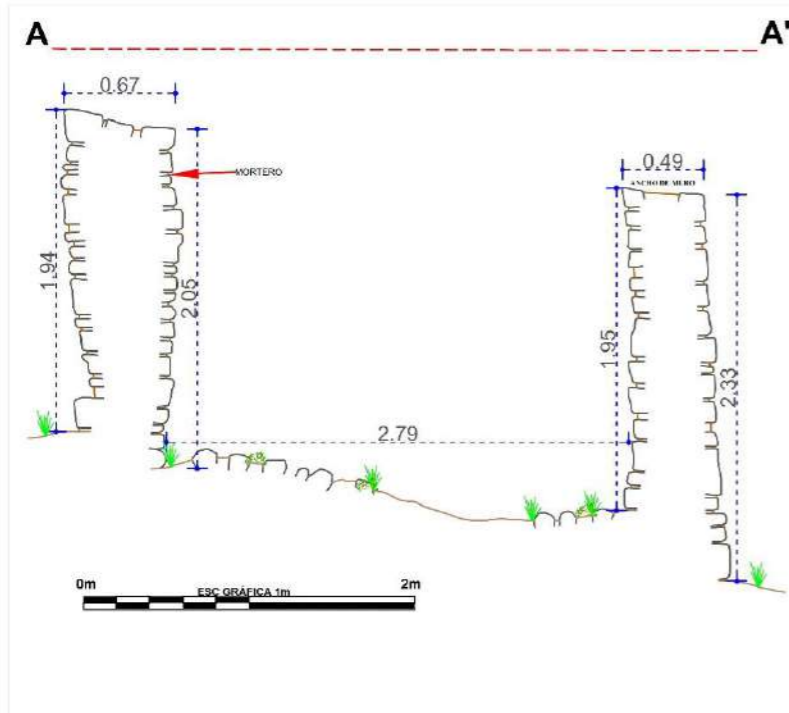 A A'
0.67
MORTERO
0.49
ANCHO DE MURO
1.94
2.05
1.95
2.33
2.79
0m 2m
ESC GRÁFICA 1m